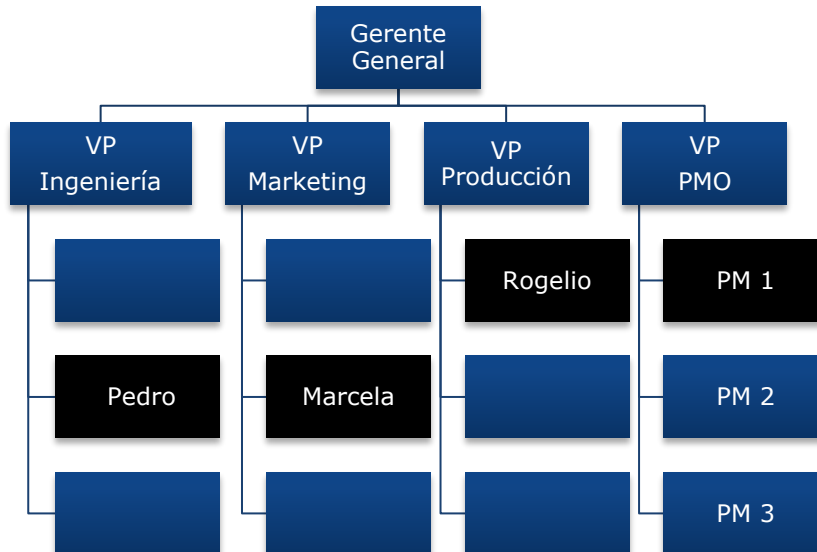 Gerente
General
VP
Ingeniería
VP
Marketing
VP
Producción
VP
PMO
Rogelio
PM 1
Pedro
Marcela
PM 2
PM 3